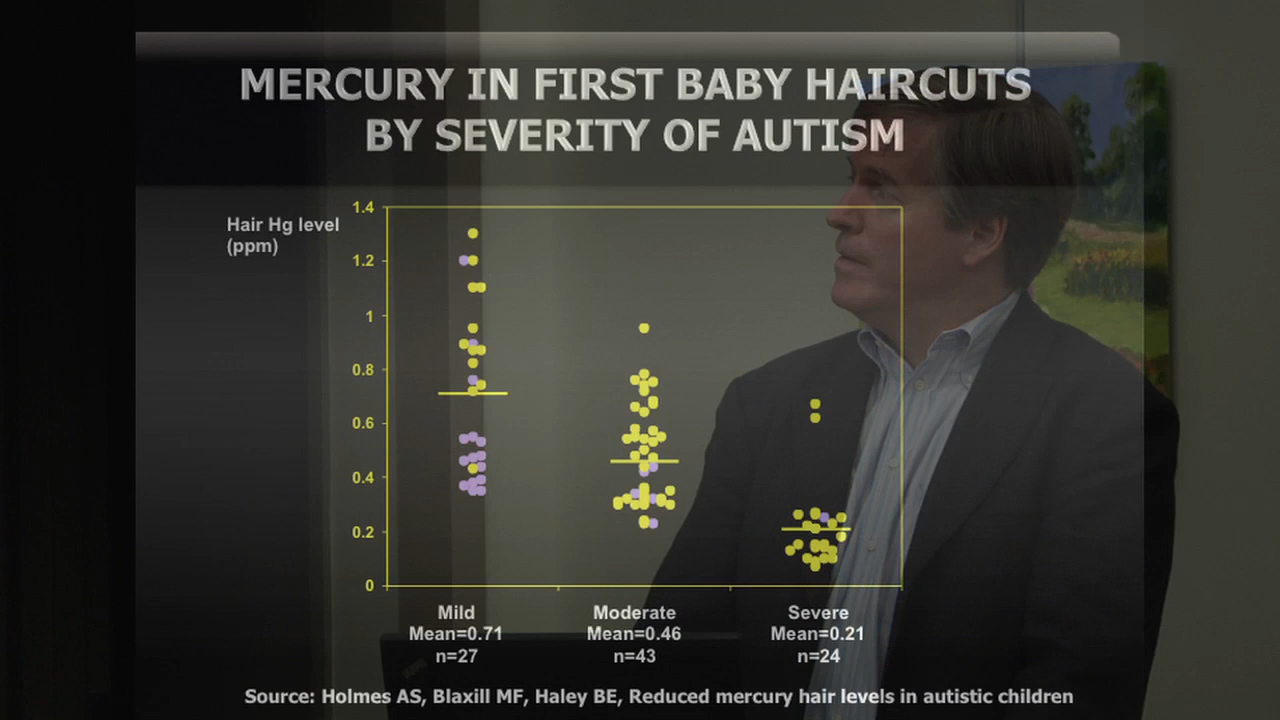 MERCURY IN FIRST BABY HAIRCUTS
BY SEVERITY OF AUTISM
Hair Hg level
(ppm)
1.4
1.2
1
0.8
0.6
0.4
0.2
0
Mild
Mean=0.71
n=27
Moderate
Mean=0.46
n=43
Severe
Mean=0.21
n=24
Source: Holmes AS, Blaxill MF, Haley BE, Reduced mercury hair levels in autistic children